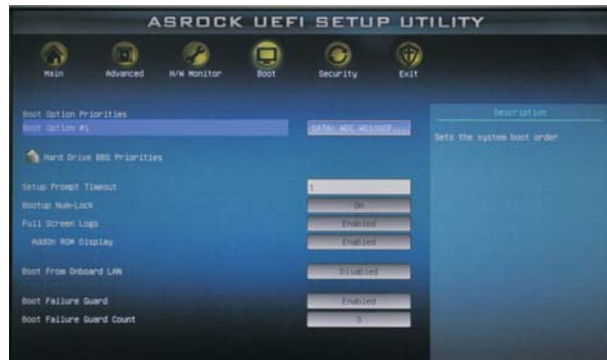 ASROCK UEFI SETUP UTILITY
Main Advanced H/W Monitor Boot Security Exit
Boot Option Priorities
Boot Option #1
Hard Drive BBS Priorities
Setup Prompt Timeout 1
Bootup Num-Lock On
Full Screen Logo Enabled
AddOn ROM Display Enabled
Boot From Onboard LAN Disabled
Boot Failure Guard Enabled
Boot Failure Guard Count
Description
Sets the system boot order